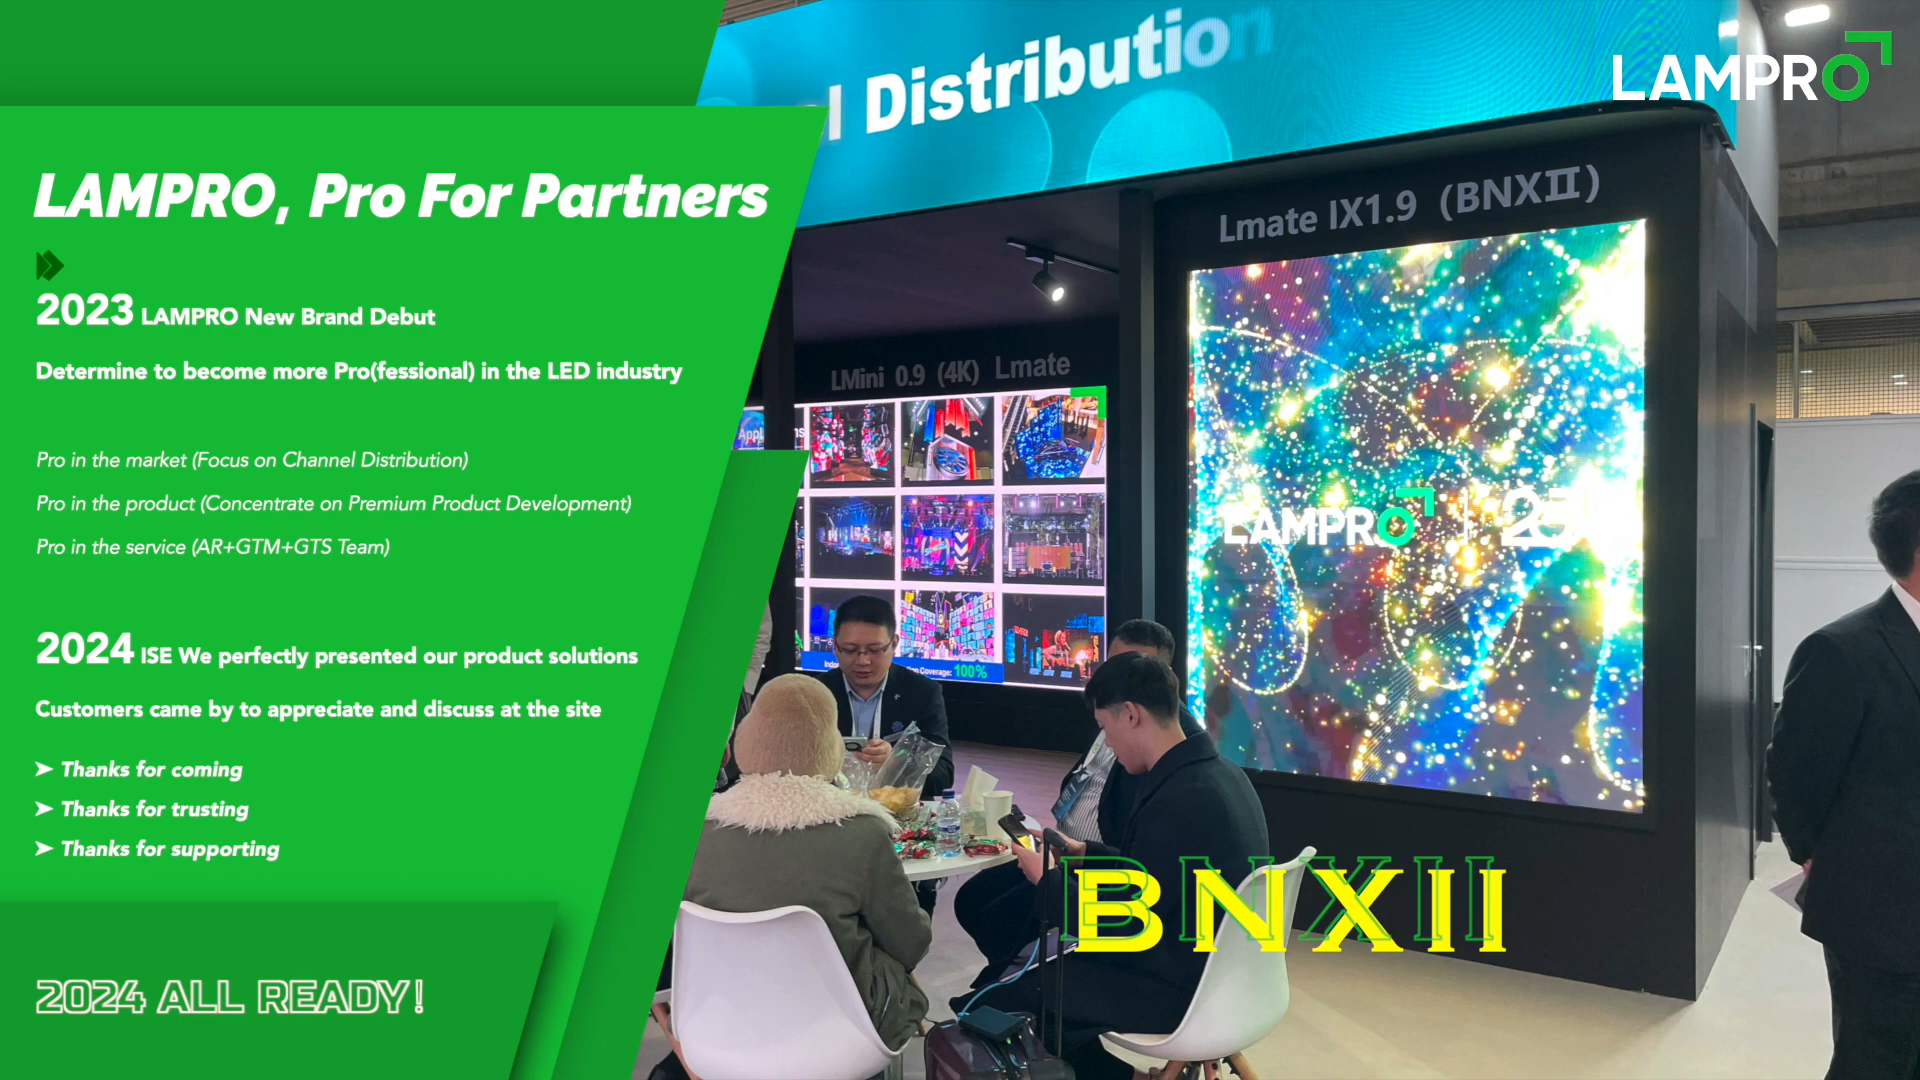 LAMPRO
l Distribution
LAMPRO, Pro For Partners
Lmate IX1.9 (BNXⅡ)
2023 LAMPRO New Brand Debut
Determine to become more Pro(fessional) in the LED industry
LMini 0.9 (4K) Lmate
Pro in the market (Focus on Channel Distribution)
Pro in the product (Concentrate on Premium Product Development)
Pro in the service (AR+GTM+GTS Team)
LAMPRO | 25
2024 ISE We perfectly presented our product solutions
Coverage: 100%
Customers came by to appreciate and discuss at the site
➤ Thanks for coming
➤ Thanks for trusting
➤ Thanks for supporting
BNXII
2024 ALL READY!